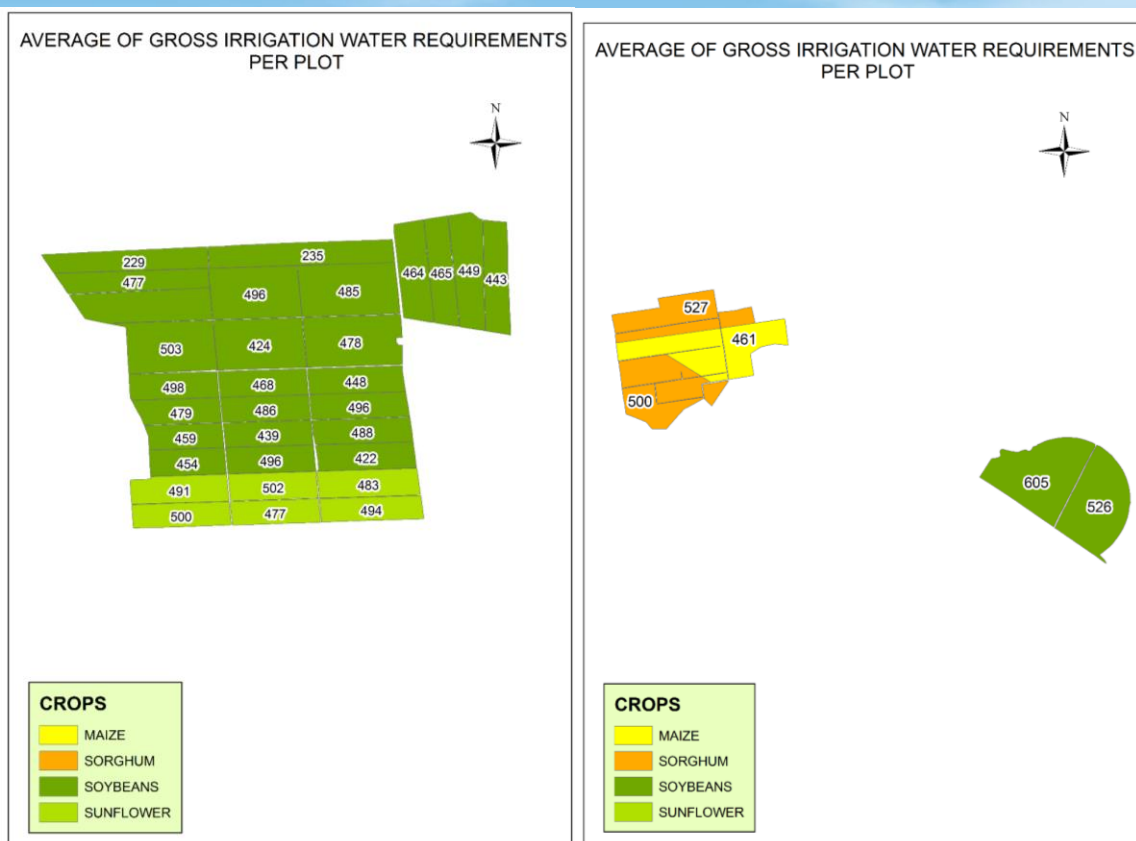 AVERAGE OF GROSS IRRIGATION WATER REQUIREMENTS
PER PLOT
N
229
235
477
496
485
464
465
449
443
503
424
478
498
468
448
479
486
496
459
439
488
454
496
422
491
502
483
500
477
494
CROPS
MAIZE
SORGHUM
SOYBEANS
SUNFLOWER
AVERAGE OF GROSS IRRIGATION WATER REQUIREMENTS
PER PLOT
N
527
461
500
605
526
CROPS
MAIZE
SORGHUM
SOYBEANS
SUNFLOWER